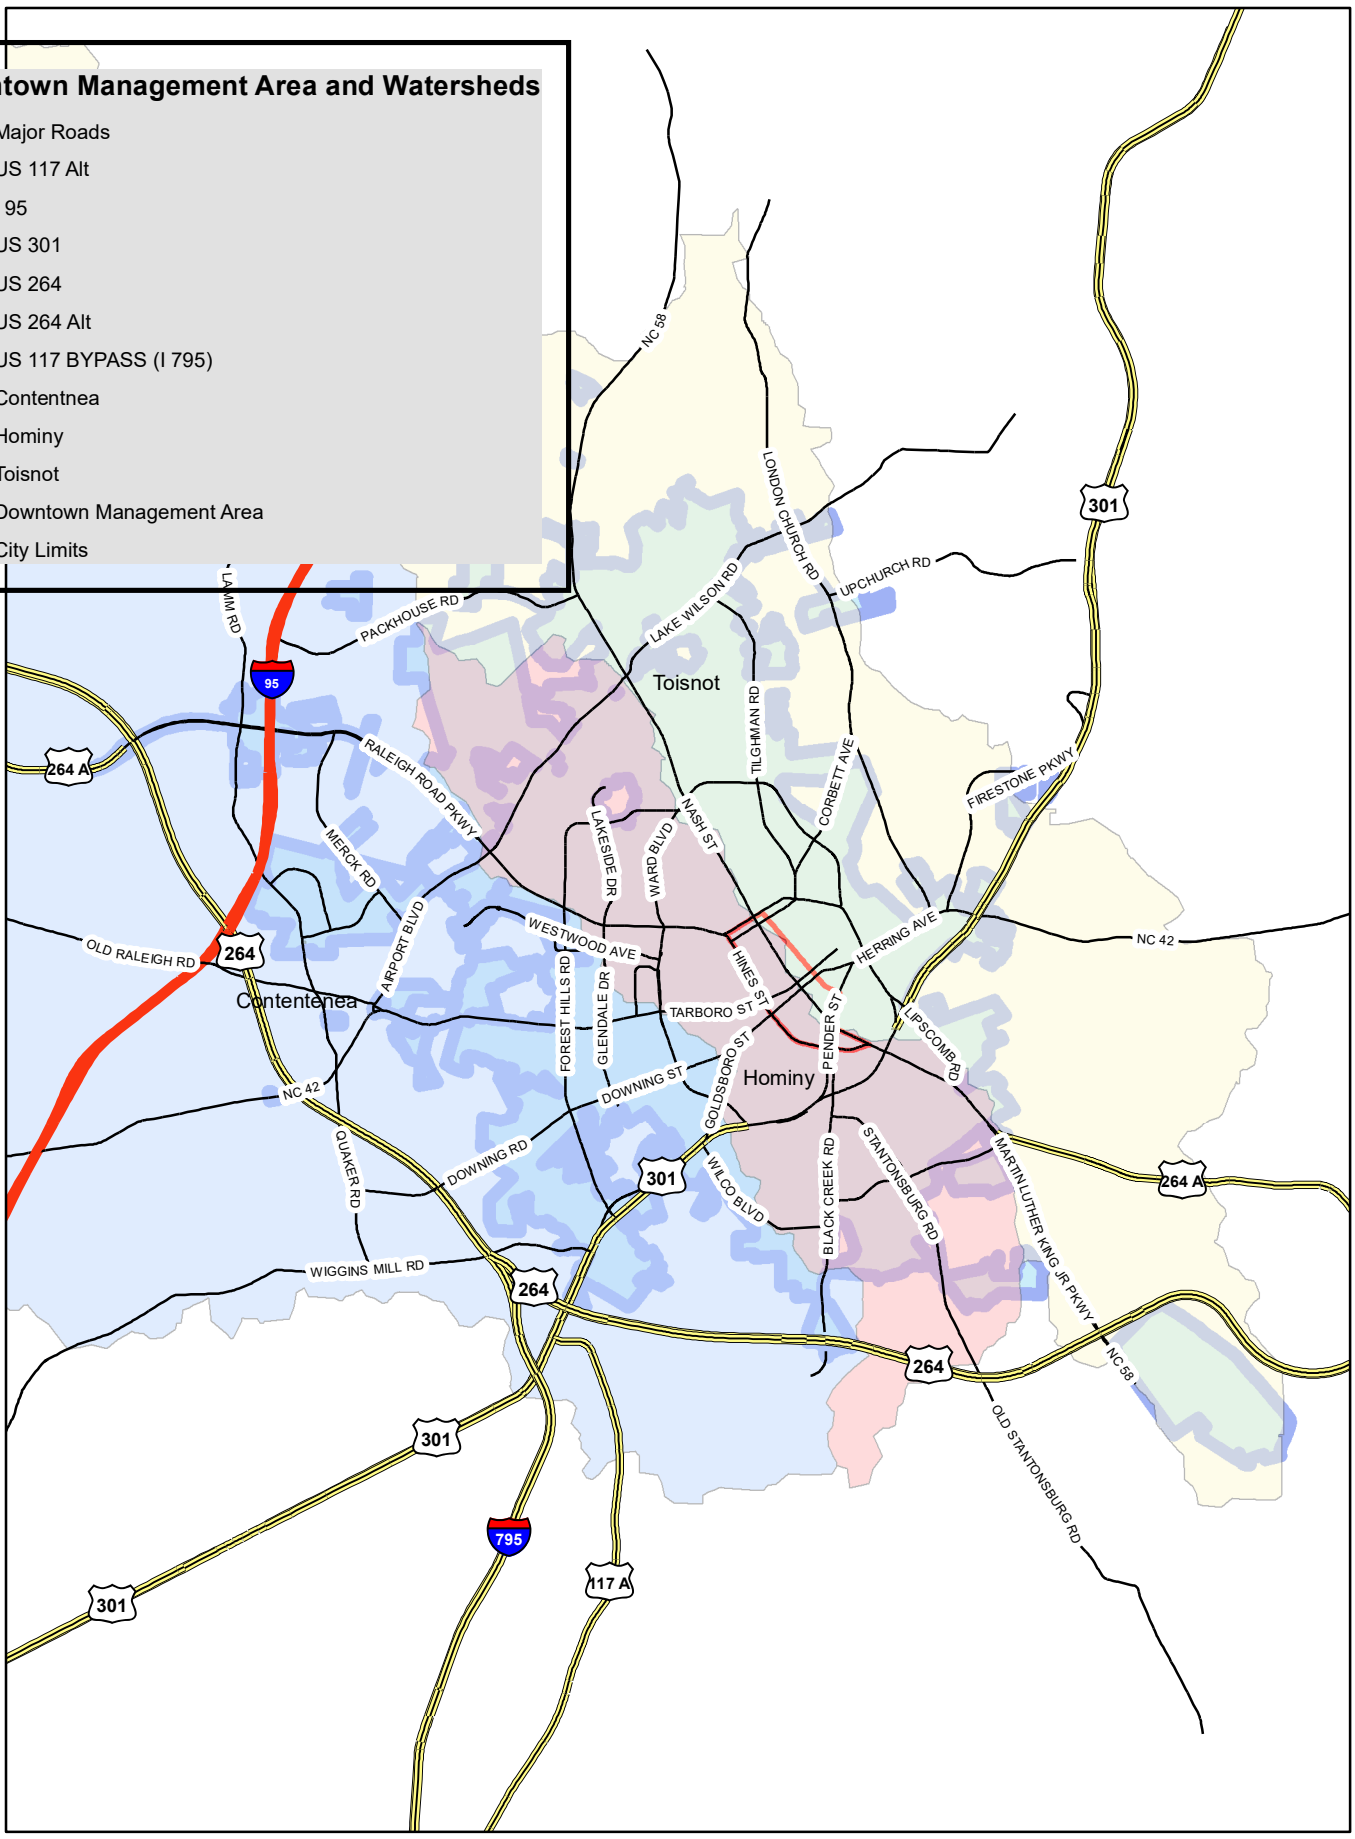 ntown Management Area and Watersheds
Major Roads
US 117 Alt
I 95
US 301
US 264
US 264 Alt
US 117 BYPASS (I 795)
Contentnea
Hominy
Toisnot
Downtown Management Area
City Limits
NC 58
LONDON CHURCH RD
301
UPCHURCH RD
LAKE WILSON RD
LAMM RD
PACKHOUSE RD
95
Toisnot
TILGHMAN RD
264 A
RALEIGH ROAD PKWY
CORBETT AVE
FIRESTONE PKWY
NASH ST
LAKESIDE DR
WARD BLVD
MERCK RD
AIRPORT BLVD
WESTWOOD AVE
HERRING AVE
NC 42
OLD RALEIGH RD
264
Contentenea
FOREST HILLS RD
GLENDALE DR
HINES ST
TARBORO ST
PENDER ST
LIPSCOMB RD
GOLDSBORO ST
Hominy
DOWNING ST
NC 42
QUAKER RD
DOWNING RD
301
WILCO BLVD
BLACK CREEK RD
STANTONSBURG RD
MARTIN LUTHER KING JR PKWY
264 A
WIGGINS MILL RD
264
264
NC 58
301
OLD STANTONSBURG RD
795
117 A
301